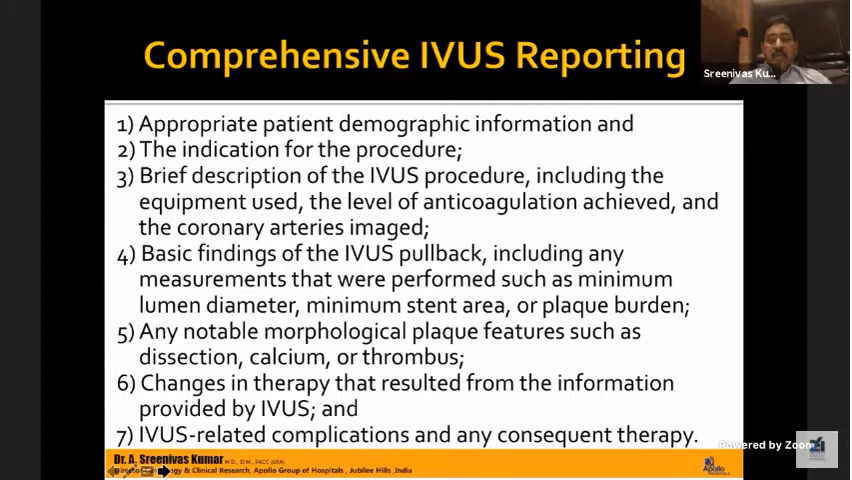 Comprehensive IVUS Reporting
Sreenivas Ku...
1) Appropriate patient demographic information and
2) The indication for the procedure;
3) Brief description of the IVUS procedure, including the
equipment used, the level of anticoagulation achieved, and
the coronary arteries imaged;
4) Basic findings of the IVUS pullback, including any
measurements that were performed such as minimum
lumen diameter, minimum stent area, or plaque burden;
5) Any notable morphological plaque features such as
dissection, calcium, or thrombus;
6) Changes in therapy that resulted from the information
provided by IVUS; and
7) IVUS-related complications and any consequent therapy.
Powered by Zoom
Dr. A. Sreenivas Kumar M.D., D.M., FACC (USA)
& Clinical Research, Apollo Group of Hospitals, Jubilee Hills, India
Apollo